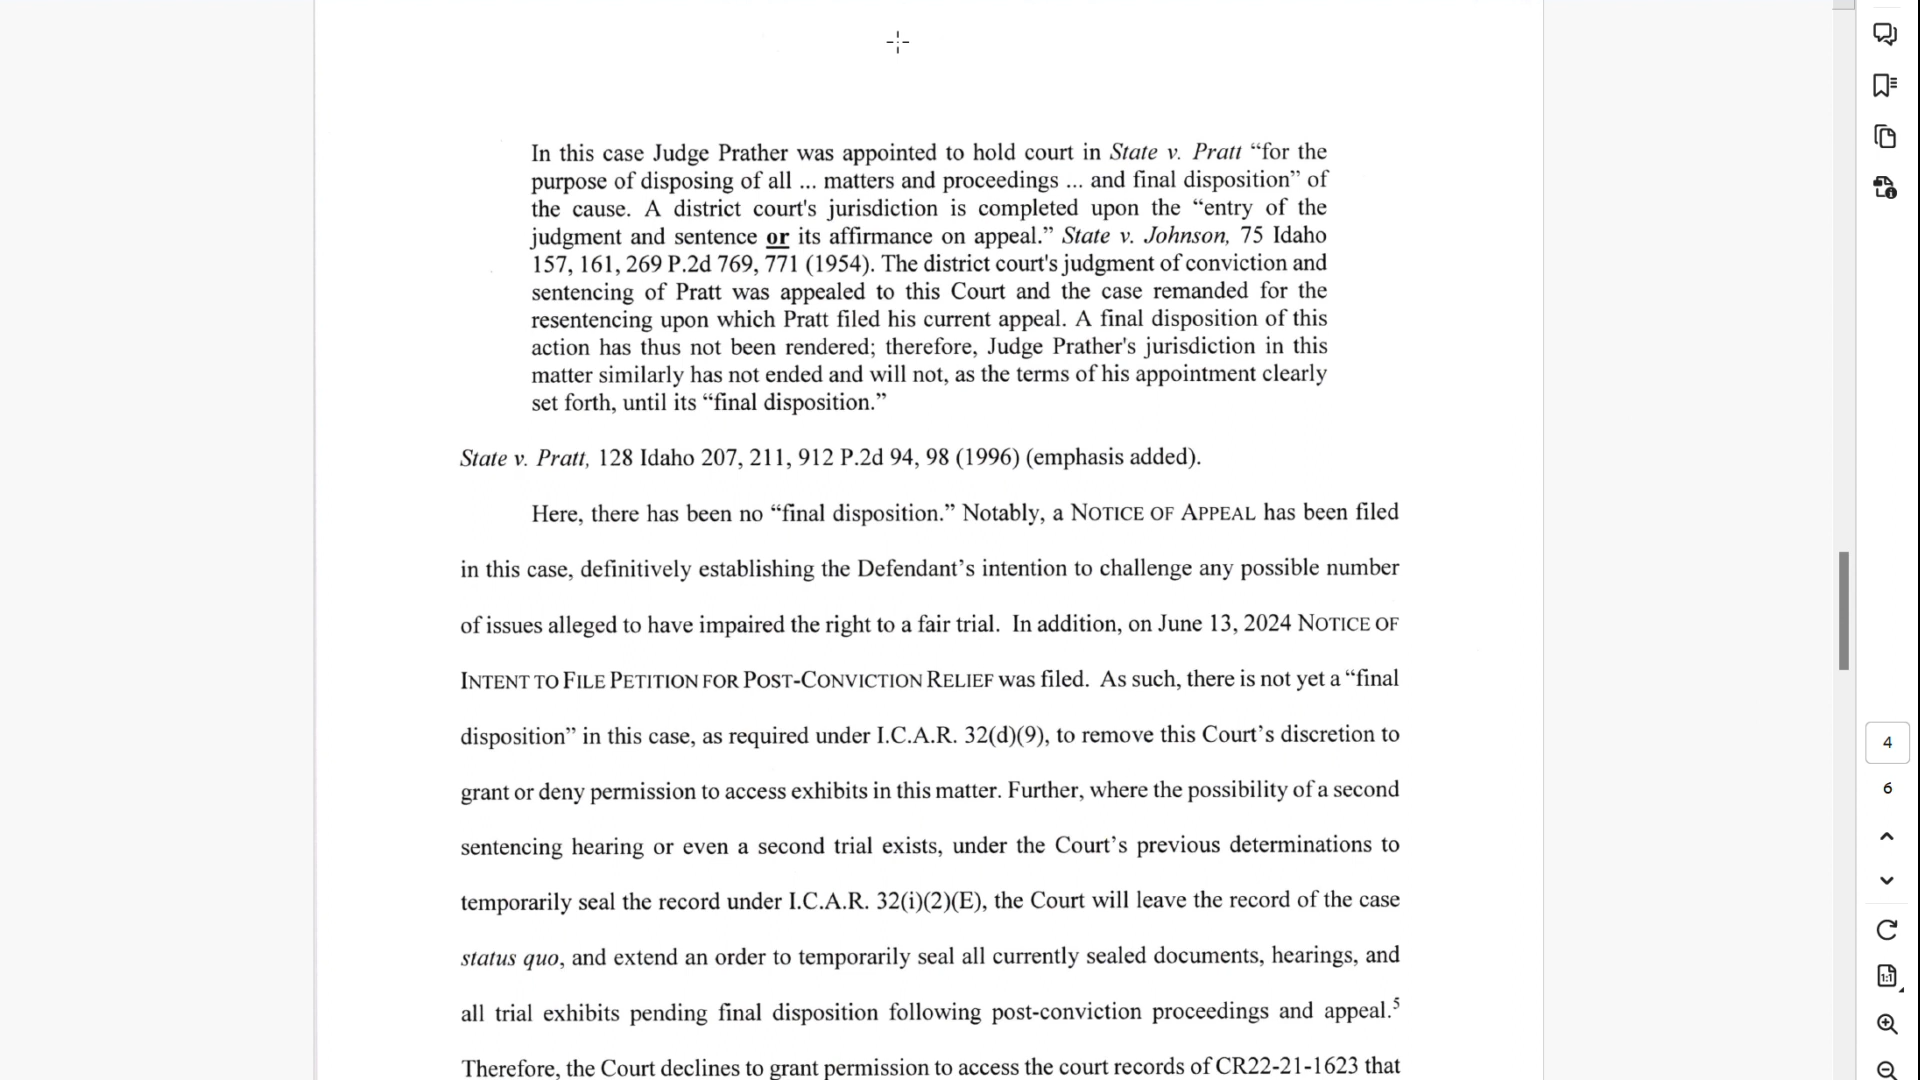 In this case Judge Prather was appointed to hold court in State v. Pratt “for the
purpose of disposing of all ... matters and proceedings ... and final disposition” of
the cause. A district court's jurisdiction is completed upon the “entry of the
judgment and sentence or its affirmance on appeal.” State v. Johnson, 75 Idaho
157, 161, 269 P.2d 769, 771 (1954). The district court's judgment of conviction and
sentencing of Pratt was appealed to this Court and the case remanded for the
resentencing upon which Pratt filed his current appeal. A final disposition of this
action has thus not been rendered; therefore, Judge Prather's jurisdiction in this
matter similarly has not ended and will not, as the terms of his appointment clearly
set forth, until its “final disposition.”
State v. Pratt, 128 Idaho 207, 211, 912 P.2d 94, 98 (1996) (emphasis added).
Here, there has been no “final disposition.” Notably, a NOTICE OF APPEAL has been filed
in this case, definitively establishing the Defendant’s intention to challenge any possible number
of issues alleged to have impaired the right to a fair trial. In addition, on June 13, 2024 NOTICE OF
INTENT TO FILE PETITION FOR POST-CONVICTION RELIEF was filed. As such, there is not yet a “final
disposition” in this case, as required under I.C.A.R. 32(d)(9), to remove this Court’s discretion to
grant or deny permission to access exhibits in this matter. Further, where the possibility of a second
sentencing hearing or even a second trial exists, under the Court’s previous determinations to
temporarily seal the record under I.C.A.R. 32(i)(2)(E), the Court will leave the record of the case
status quo, and extend an order to temporarily seal all currently sealed documents, hearings, and
all trial exhibits pending final disposition following post-conviction proceedings and appeal.5
Therefore, the Court declines to grant permission to access the court records of CR22-21-1623 that
4
6
1:1